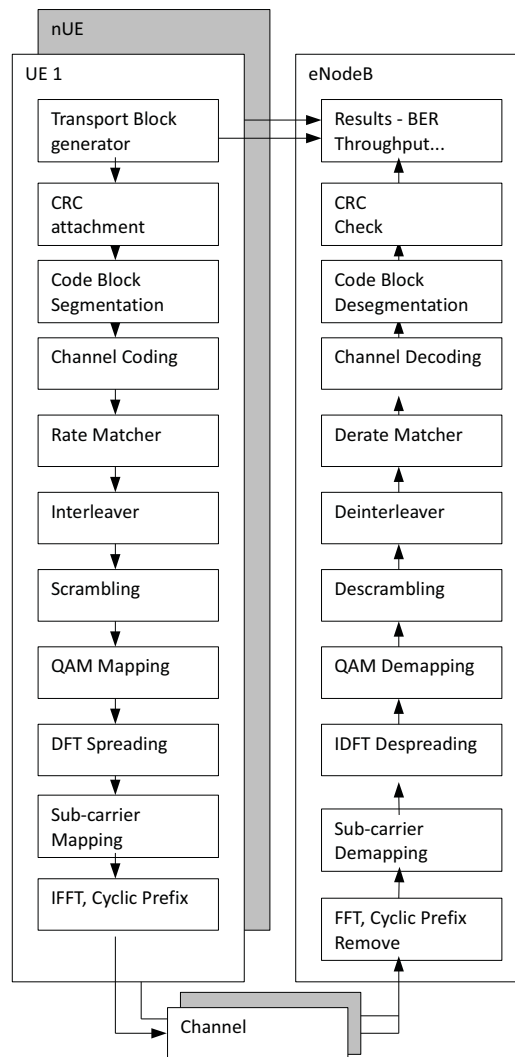 nUE
UE 1
Transport Block
generator
CRC
attachment
Code Block
Segmentation
Channel Coding
Rate Matcher
Interleaver
Scrambling
QAM Mapping
DFT Spreading
Sub-carrier
Mapping
IFFT, Cyclic Prefix
eNodeB
Results - BER
Throughput...
CRC
Check
Code Block
Desegmentation
Channel Decoding
Derate Matcher
Deinterleaver
Descrambling
QAM Demapping
IDFT Despreading
Sub-carrier
Demapping
FFT, Cyclic Prefix
Remove
Channel